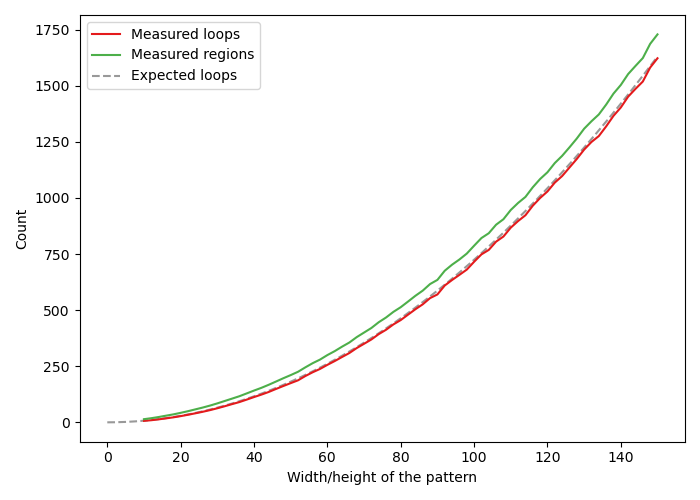 Measured loops
Measured regions
Expected loops
1750
1500
1250
1000
750
500
250
0
Count
0 20 40 60 80 100 120 140
Width/height of the pattern